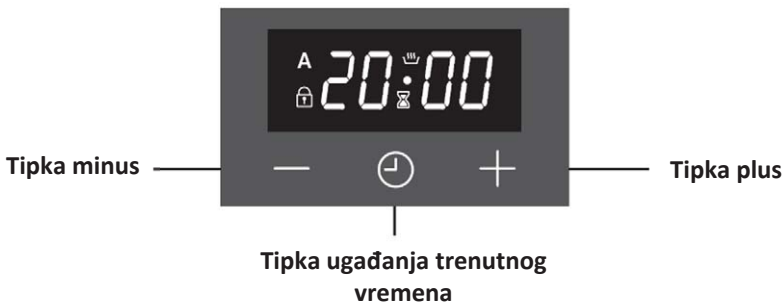 A
20:00
Tipka minus
Tipka plus
Tipka ugađanja trenutnog
vremena